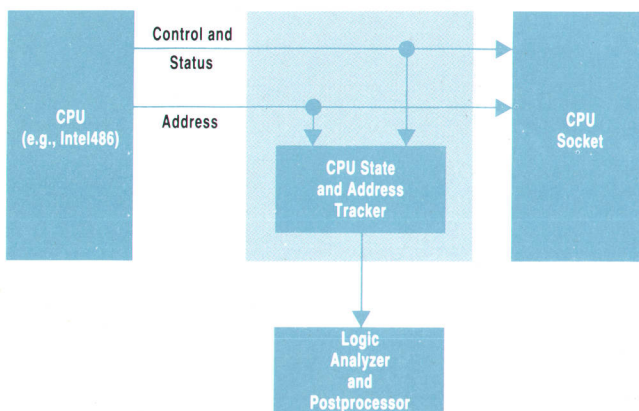 Control and
Status
Address
CPU
(e.g., Intel486)
CPU
Socket
CPU State
and Address
Tracker
Logic
Analyzer
and
Postprocessor